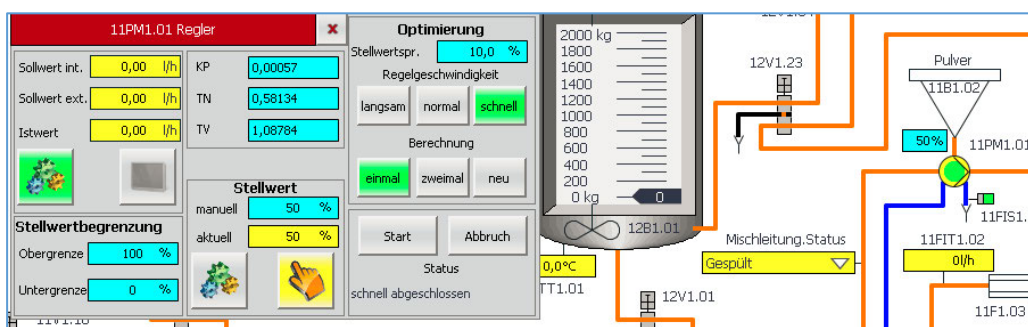 11PM1.01 Regler
Sollwert int. 0,00 l/h
Sollwert ext. 0,00 l/h
Istwert 0,00 l/h
KP 0,00057
TN 0,58134
TV 1,08784
Stellwertbegrenzung
Obergrenze 100 %
Untergrenze 0 %
Stellwert
manuell 50 %
aktuell 50 %
Optimierung
Stellwertspr. 10,0 %
Regelgeschwindigkeit
langsam normal schnell
Berechnung
einmal zweimal neu
Start Abbruch
Status
schnell abgeschlossen
2000 kg
1800
1600
1400
1200
1000
800
600
400
200
0 kg 0
12B1.01
0,0°C
TT1.01
12V1.01
12V1.23
Mischleitung.Status
Gespült
Pulver
11B1.02
50%
11PM1.01
11FIS1.
11FIT1.02
0l/h
11F1.03